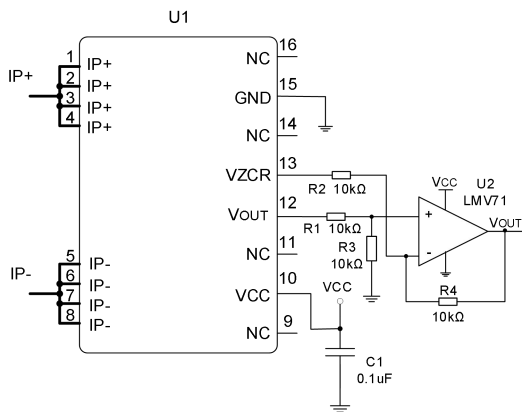 U1
1
IP+
2
IP+
3
IP+
4
IP+
IP+
5
IP-
6
IP-
7
IP-
8
IP-
IP-
NC
16
GND
15
NC
14
VZCR
13
VOUT
12
NC
11
VCC
10
NC
9
R2 10kΩ
R1 10kΩ
R3
10kΩ
VCC
U2
LMV71
+
-
VOUT
R4
10kΩ
VCC
C1
0.1uF